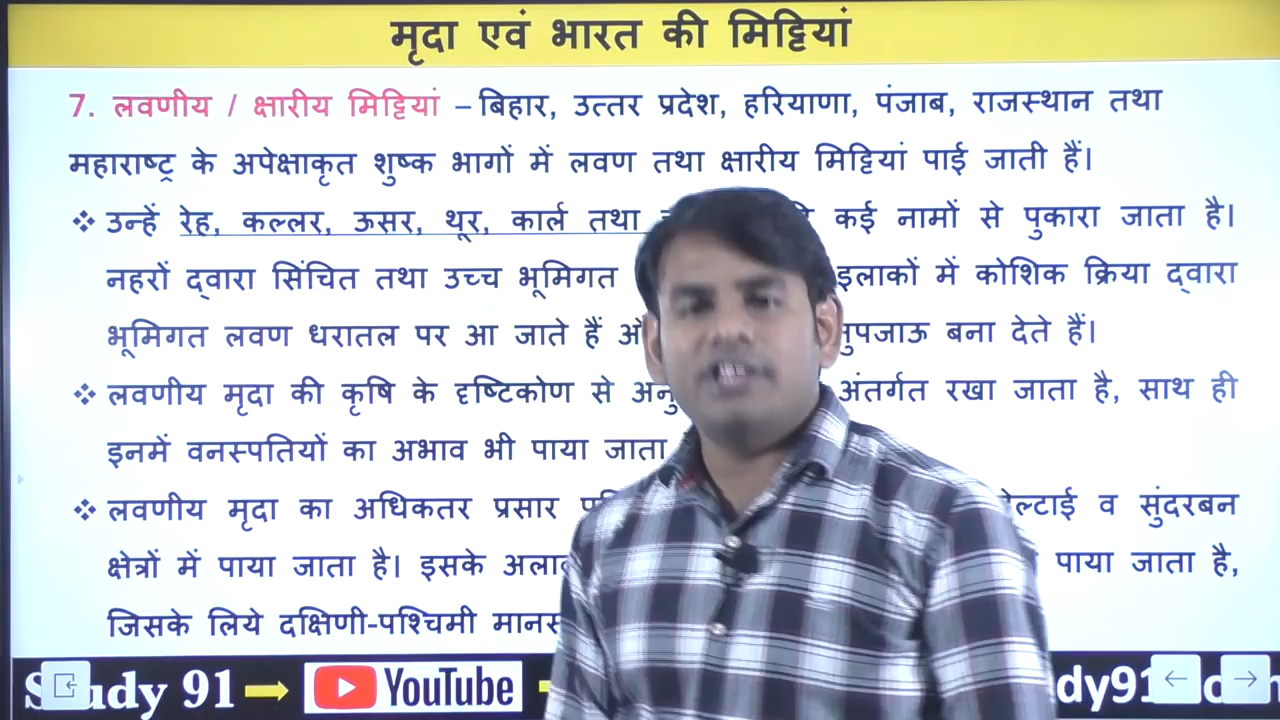 मृदा एवं भारत की मिट्टियां
7. लवणीय / क्षारीय मिट्टियां – बिहार, उत्तर प्रदेश, हरियाणा, पंजाब, राजस्थान तथा
महाराष्ट्र के अपेक्षाकृत शुष्क भागों में लवण तथा क्षारीय मिट्टियां पाई जाती हैं।
❖ उन्हें रेह, कल्लर, ऊसर, थूर, कार्ल तथा कई नामों से पुकारा जाता है।
नहरों द्वारा सिंचित तथा उच्च भूमिगत इलाकों में कोशिक क्रिया द्वारा
भूमिगत लवण धरातल पर आ जाते हैं बना देते हैं।
❖ लवणीय मृदा की कृषि के दृष्टिकोण से अंतर्गत रखा जाता है, साथ ही
इनमें वनस्पतियों का अभाव भी पाया जाता
❖ लवणीय मृदा का अधिकतर प्रसार व सुंदरबन
क्षेत्रों में पाया जाता है। इसके पाया जाता है,
जिसके लिये दक्षिणी-पश्चिमी
Study 91 YouTube